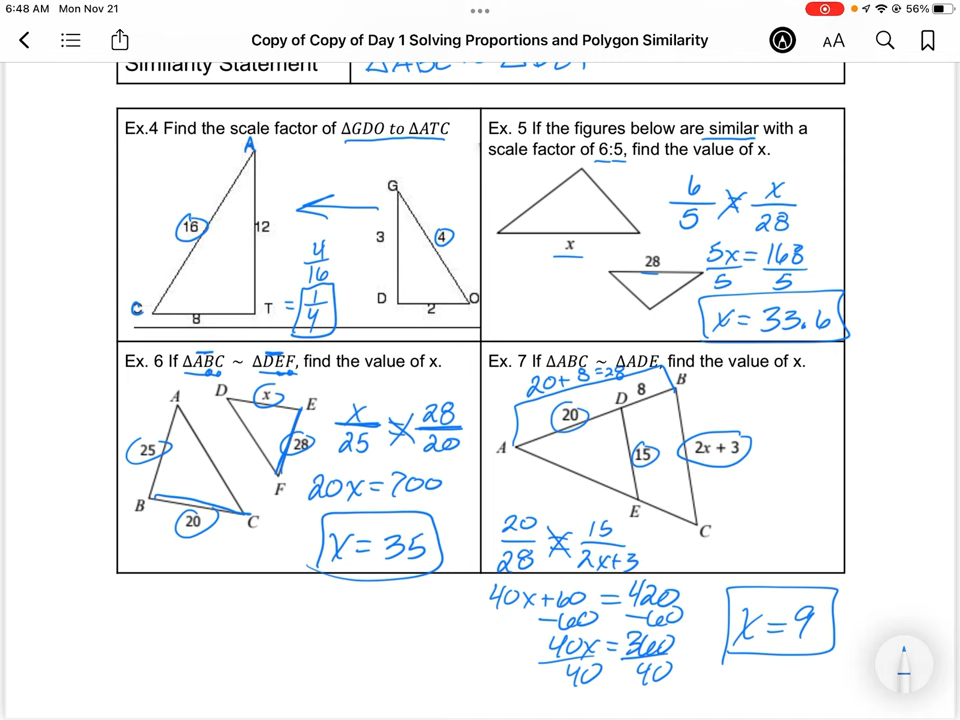 6:48 AM Mon Nov 21
56%
Copy of Copy of Day 1 Solving Proportions and Polygon Similarity
AA
Similarity Statement △ABC ~ △DEF
Ex.4 Find the scale factor of ΔGDO to ΔATC
A
16
12
C
8
T
G
3
4
D
2
O
4/16
= 1/4
Ex. 5 If the figures below are similar with a
scale factor of 6:5, find the value of x.
x
28
6/5 = x/28
5x = 168
5 5
x = 33.6
Ex. 6 If ΔABC ~ ΔDEF, find the value of x.
A
25
B
20
C
D
x
E
28
F
x/25 = 28/20
20x = 700
x = 35
Ex. 7 If ΔABC ~ ΔADE, find the value of x.
20 + 8 = 28
B
D
8
20
A
15
2x + 3
E
C
20/28 = 15/2x+3
40x + 60 = 420
-60 -60
40x = 360
40 40
x = 9